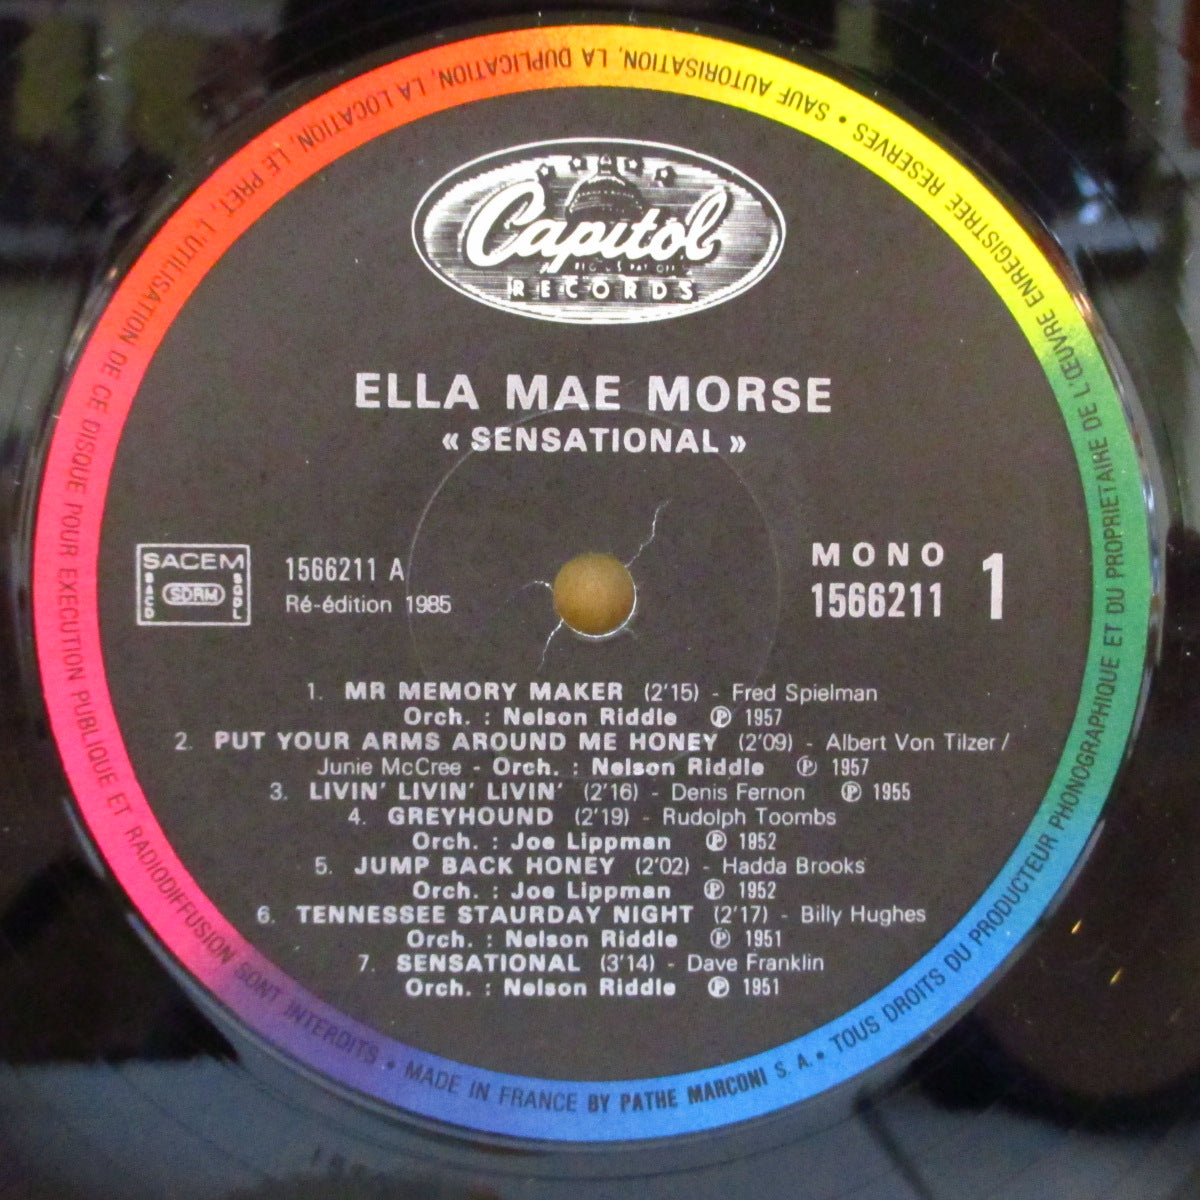 Capitol
RECORDS
ELLA MAE MORSE
« SENSATIONAL »
SACEM
SACD
SDRM
SGDL
1566211 A
Ré-édition 1985
MONO
1566211
1
1. MR MEMORY MAKER (2'15) - Fred Spielman
Orch. : Nelson Riddle ℗ 1957
2. PUT YOUR ARMS AROUND ME HONEY (2'09) - Albert Von Tilzer /
Junie McCree - Orch. : Nelson Riddle ℗ 1957
3. LIVIN' LIVIN' LIVIN' (2'16) - Denis Fernon ℗ 1955
4. GREYHOUND (2'19) - Rudolph Toombs
Orch. : Joe Lippman ℗ 1952
5. JUMP BACK HONEY (2'02) - Hadda Brooks
Orch. : Joe Lippman ℗ 1952
6. TENNESSEE STAURDAY NIGHT (2'17) - Billy Hughes
Orch. : Nelson Riddle ℗ 1951
7. SENSATIONAL (3'14) - Dave Franklin
Orch. : Nelson Riddle ℗ 1951
• MADE IN FRANCE BY PATHE MARCONI S.A. • TOUS DROITS DU PRODUCTEUR PHONOGRAPHIQUE ET DU PROPRIETAIRE DE L'ŒUVRE ENREGISTREE RESERVES • SAUF AUTORISATION, LA DUPLICATION, LA LOCATION, LE PRET, L'UTILISATION DE CE DISQUE POUR EXECUTION PUBLIQUE ET RADIODIFFUSION SONT INTERDITS